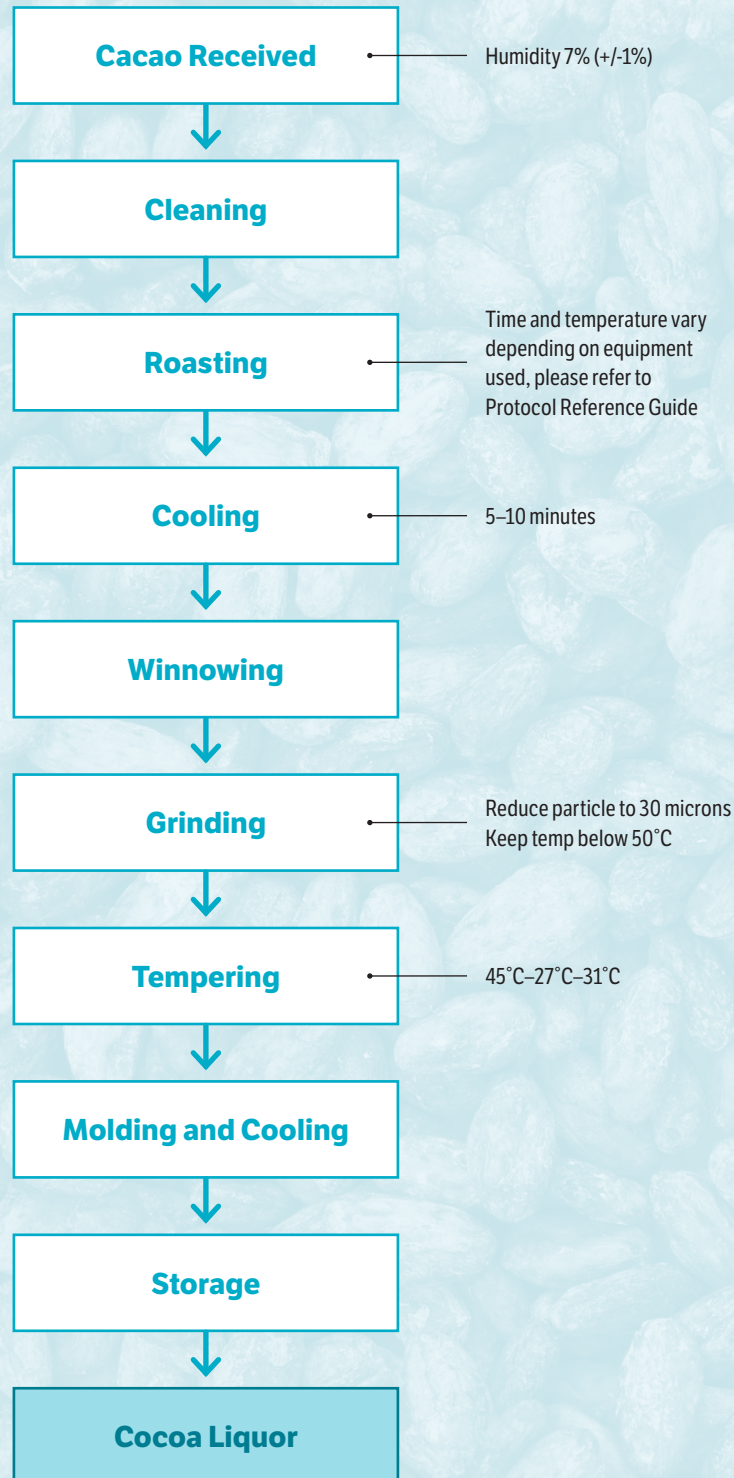 Cacao Received
Humidity 7% (+/-1%)
Cleaning
Roasting
Time and temperature vary
depending on equipment
used, please refer to
Protocol Reference Guide
Cooling
5–10 minutes
Winnowing
Grinding
Reduce particle to 30 microns
Keep temp below 50˚C
Tempering
45˚C–27˚C–31˚C
Molding and Cooling
Storage
Cocoa Liquor